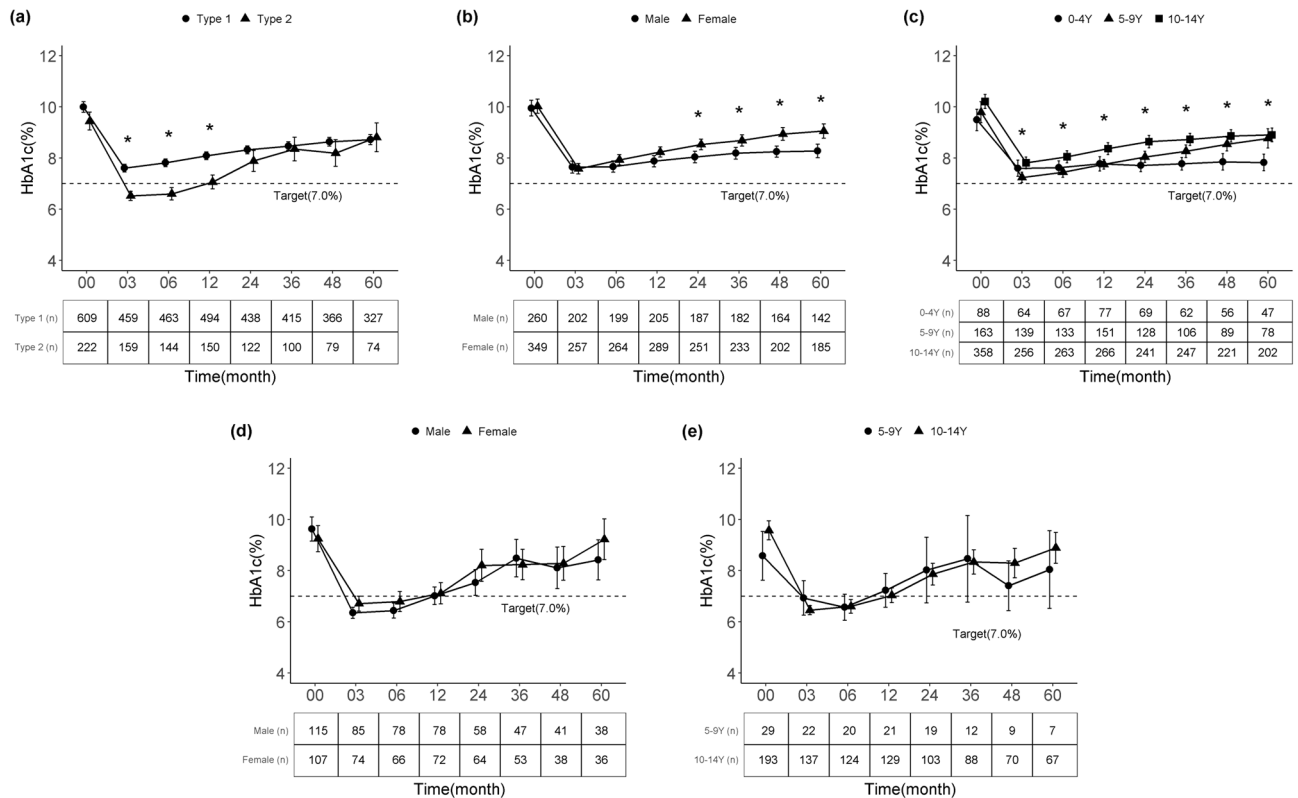 (a)
Type 1 Type 2
12
10
8
6
4
HbA1c(%)
* * *
Target(7.0%)
00 03 06 12 24 36 48 60
Type 1 (n) 609 459 463 494 438 415 366 327
Type 2 (n) 222 159 144 150 122 100 79 74
Time(month)
(b)
Male Female
12
10
8
6
4
HbA1c(%)
* * * *
Target(7.0%)
00 03 06 12 24 36 48 60
Male (n) 260 202 199 205 187 182 164 142
Female (n) 349 257 264 289 251 233 202 185
Time(month)
(c)
0-4Y 5-9Y 10-14Y
12
10
8
6
4
HbA1c(%)
* * * * * * *
Target(7.0%)
00 03 06 12 24 36 48 60
0-4Y (n) 88 64 67 77 69 62 56 47
5-9Y (n) 163 139 133 151 128 106 89 78
10-14Y (n) 358 256 263 266 241 247 221 202
Time(month)
(d)
Male Female
12
10
8
6
4
HbA1c(%)
Target(7.0%)
00 03 06 12 24 36 48 60
Male (n) 115 85 78 78 58 47 41 38
Female (n) 107 74 66 72 64 53 38 36
Time(month)
(e)
5-9Y 10-14Y
12
10
8
6
4
HbA1c(%)
Target(7.0%)
00 03 06 12 24 36 48 60
5-9Y (n) 29 22 20 21 19 12 9 7
10-14Y (n) 193 137 124 129 103 88 70 67
Time(month)